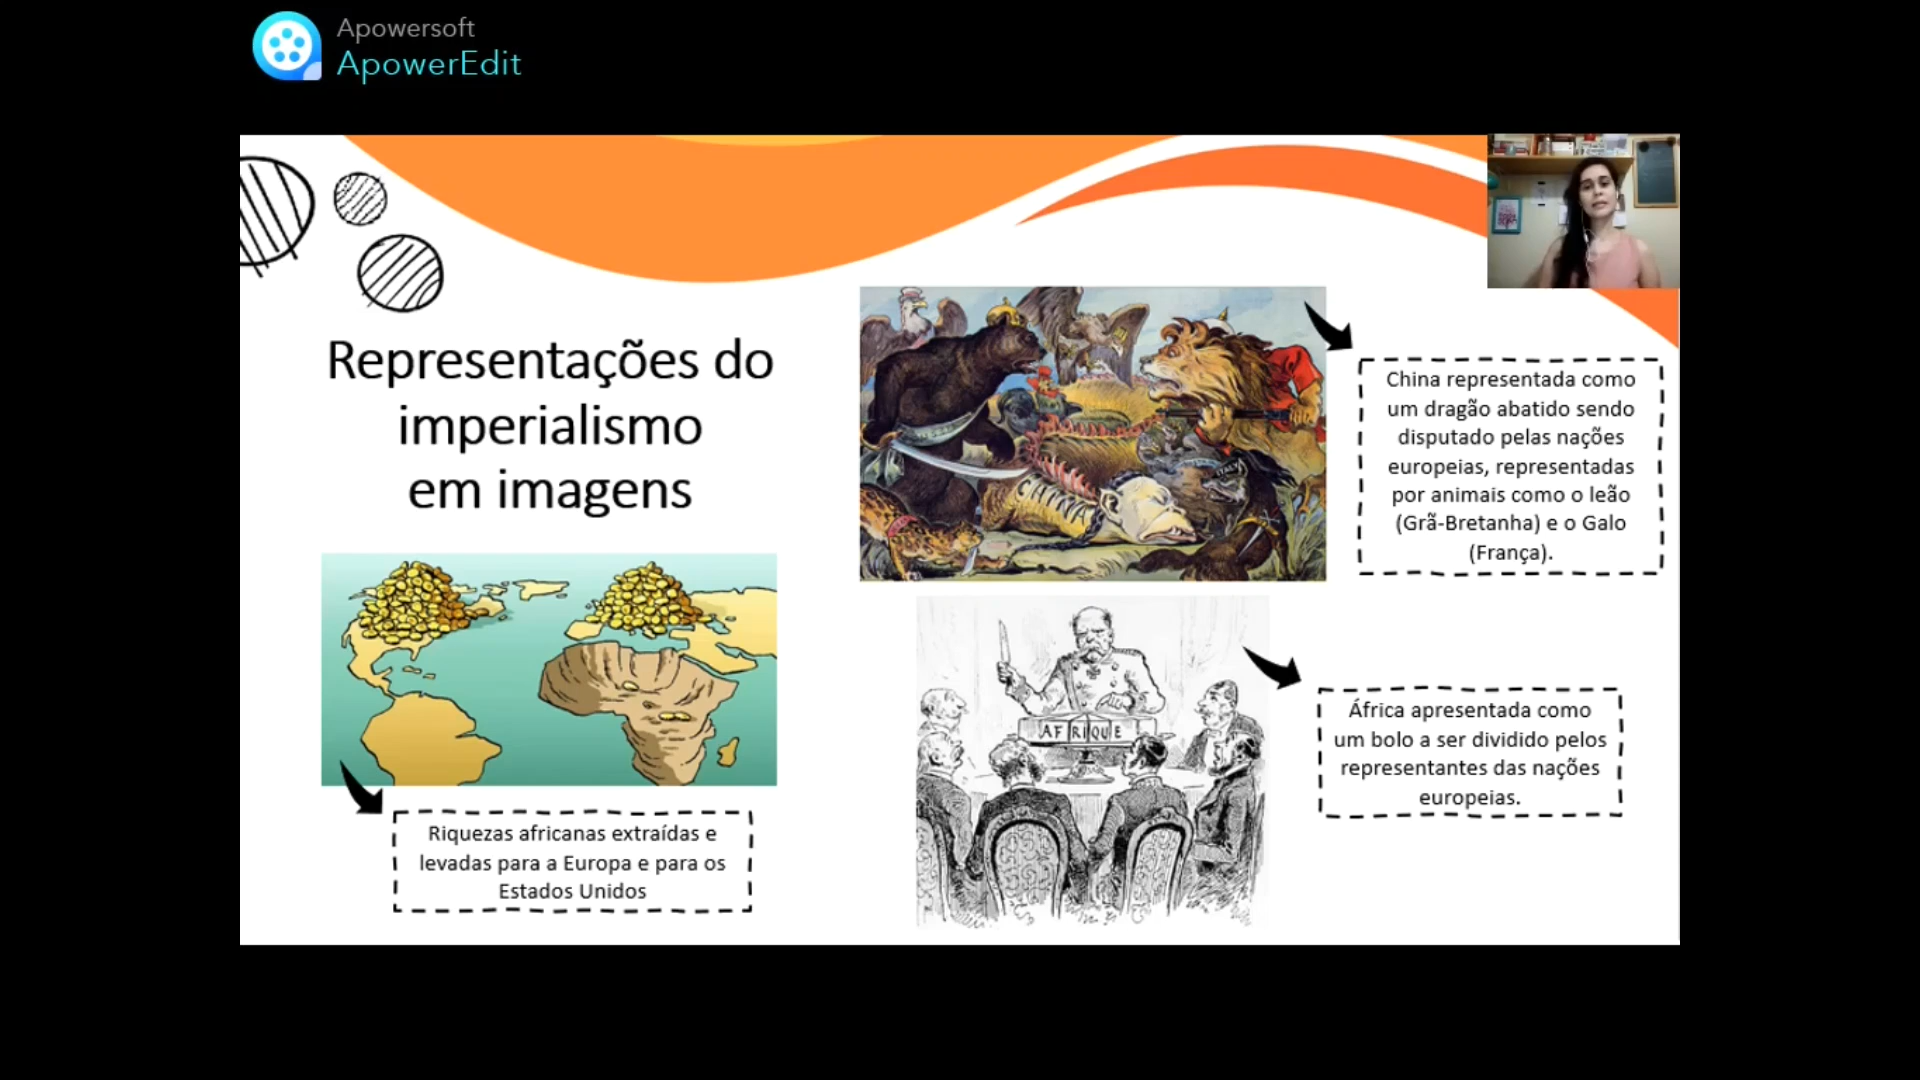 Apowersoft
ApowerEdit
Representações do
imperialismo
em imagens
CHINA
ITALY
China representada como
um dragão abatido sendo
disputado pelas nações
europeias, representadas
por animais como o leão
(Grã-Bretanha) e o Galo
(França).
AFRIQUE
África apresentada como
um bolo a ser dividido pelos
representantes das nações
europeias.
Riquezas africanas extraídas e
levadas para a Europa e para os
Estados Unidos